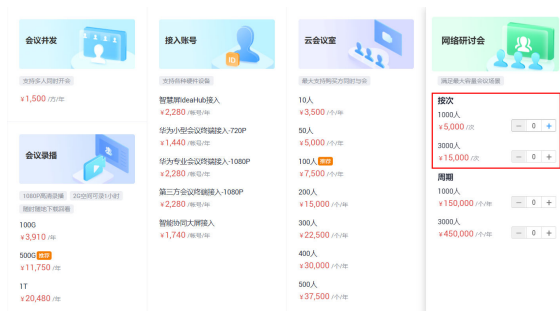 会议并发
支持多人同时开会
¥1,500 /方/年
会议录播
1080P高清录播 2G空间可录1小时
随时随地下载回看
100G
¥3,910 /年
500G 推荐
¥11,750 /年
1T
¥20,480 /年
接入账号
支持各种硬件设备
智慧屏IdeaHub接入
¥2,280 /帐号/年
华为小型会议终端接入-720P
¥1,440 /帐号/年
华为专业会议终端接入-1080P
¥2,280 /帐号/年
第三方会议终端接入-1080P
¥2,280 /帐号/年
智能协同大屏接入
¥1,740 /帐号/年
云会议室
最大支持购买方同时与会
10人
¥3,500 /个/年
50人
¥5,000 /个/年
100人 推荐
¥7,500 /个/年
200人
¥15,000 /个/年
300人
¥22,500 /个/年
400人
¥30,000 /个/年
500人
¥37,500 /个/年
网络研讨会
满足最大容量会议场景
按次
1000人
¥5,000 /次 − 0 +
3000人
¥15,000 /次 − 0 +
周期
1000人
¥150,000 /个/年 − 0 +
3000人
¥450,000 /个/年 − 0 +